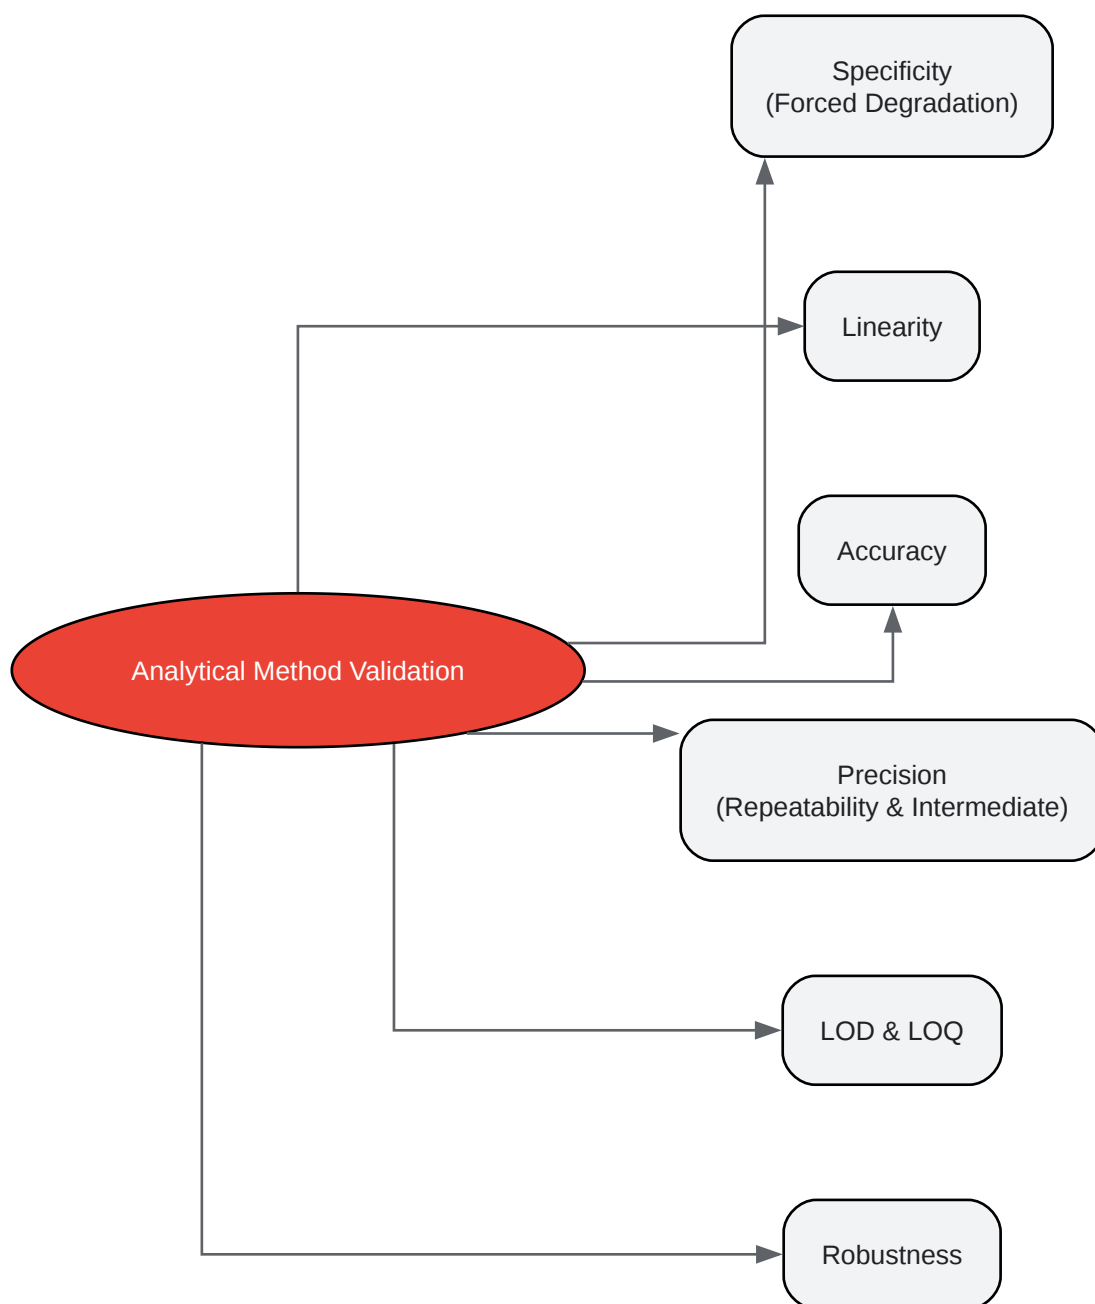 Specificity
(Forced Degradation)
Linearity
Accuracy
Analytical Method Validation
Precision
(Repeatability & Intermediate)
LOD & LOQ
Robustness